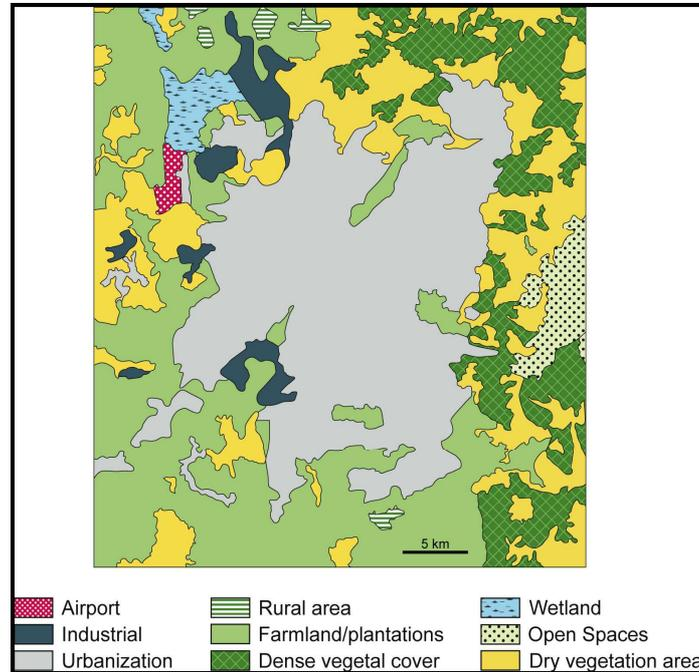 5 km
Airport
Rural area
Wetland
Industrial
Farmland/plantations
Open Spaces
Urbanization
Dense vegetal cover
Dry vegetation area